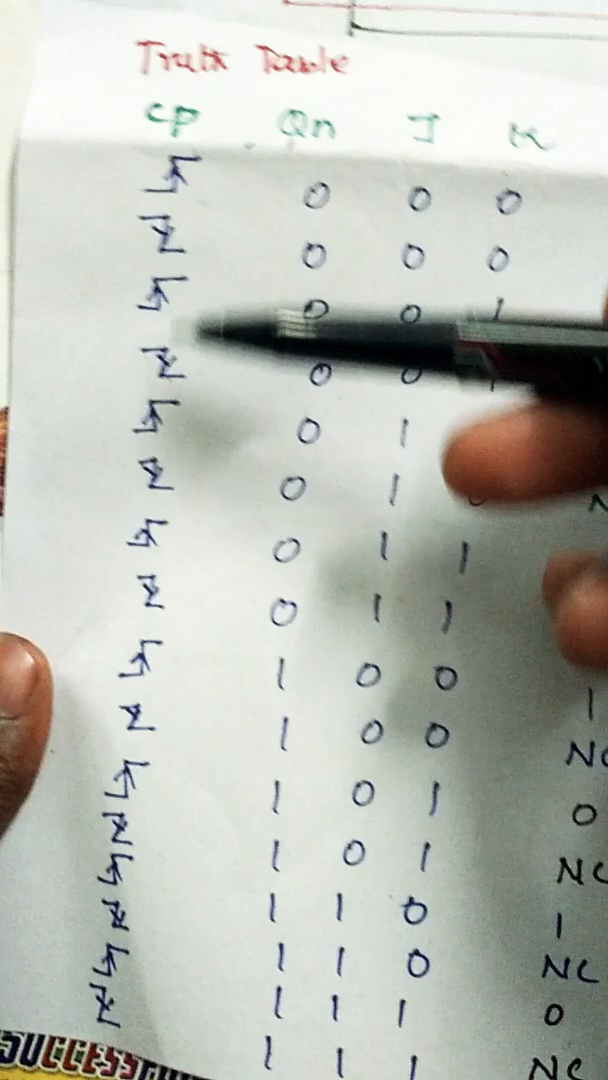 Truth Table
CP Qn J K
0 0 0
0 0 0
0 0 1
0 0
0 1
0 1
0 1 1
0 1 1
1 0 0 1
1 0 0 NC
1 0 1 0
1 0 1 NC
1 1 0 1
1 1 0 NC
1 1 1 0
1 1 1 NC
SUCCESS